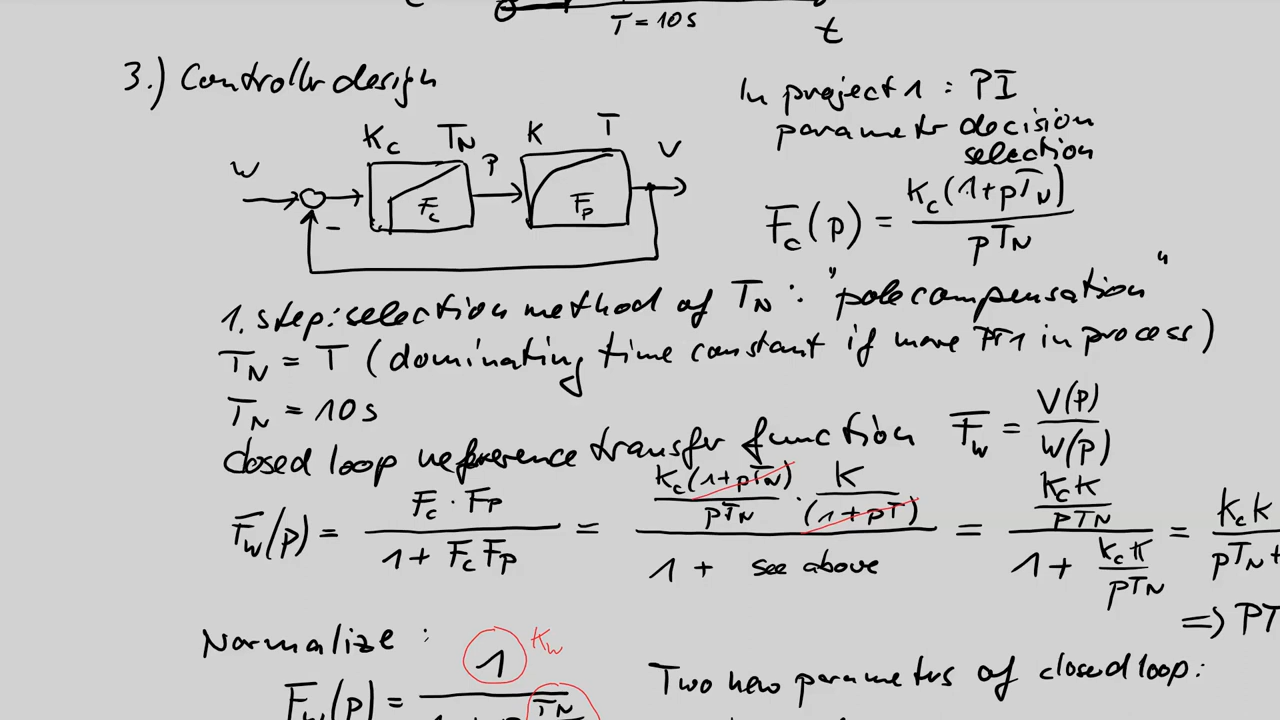 T = 10 s
t
3.) Controller design
In project 1 : PI
parameter decision
selection
K_C T_N K T
W P V
F_C F_P
-
F_C(p) = K_C(1+pT_N) / pT_N
1. step: selection method of T_N : "pole compensation"
T_N = T (dominating time constant if more PT1 in process)
T_N = 10 s
closed loop reference transfer function F_W = V(p) / W(p)
F_W(p) = F_C · F_P / 1 + F_C F_P = K_C(1+pT_N) / pT_N · K / (1+pT) / 1 + see above = K_C K / pT_N / 1 + K_C K / pT_N = K_C K / pT_N +
=> PT
Normalize :
F_W(p) = 1 / 1 + p T_N
K_W
Two new parameters of closed loop: